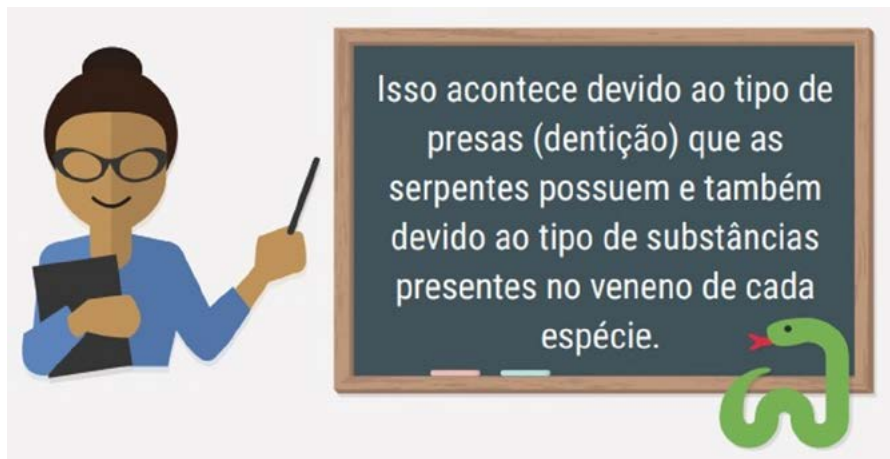 Isso acontece devido ao tipo de
presas (dentição) que as
serpentes possuem e também
devido ao tipo de substâncias
presentes no veneno de cada
espécie.